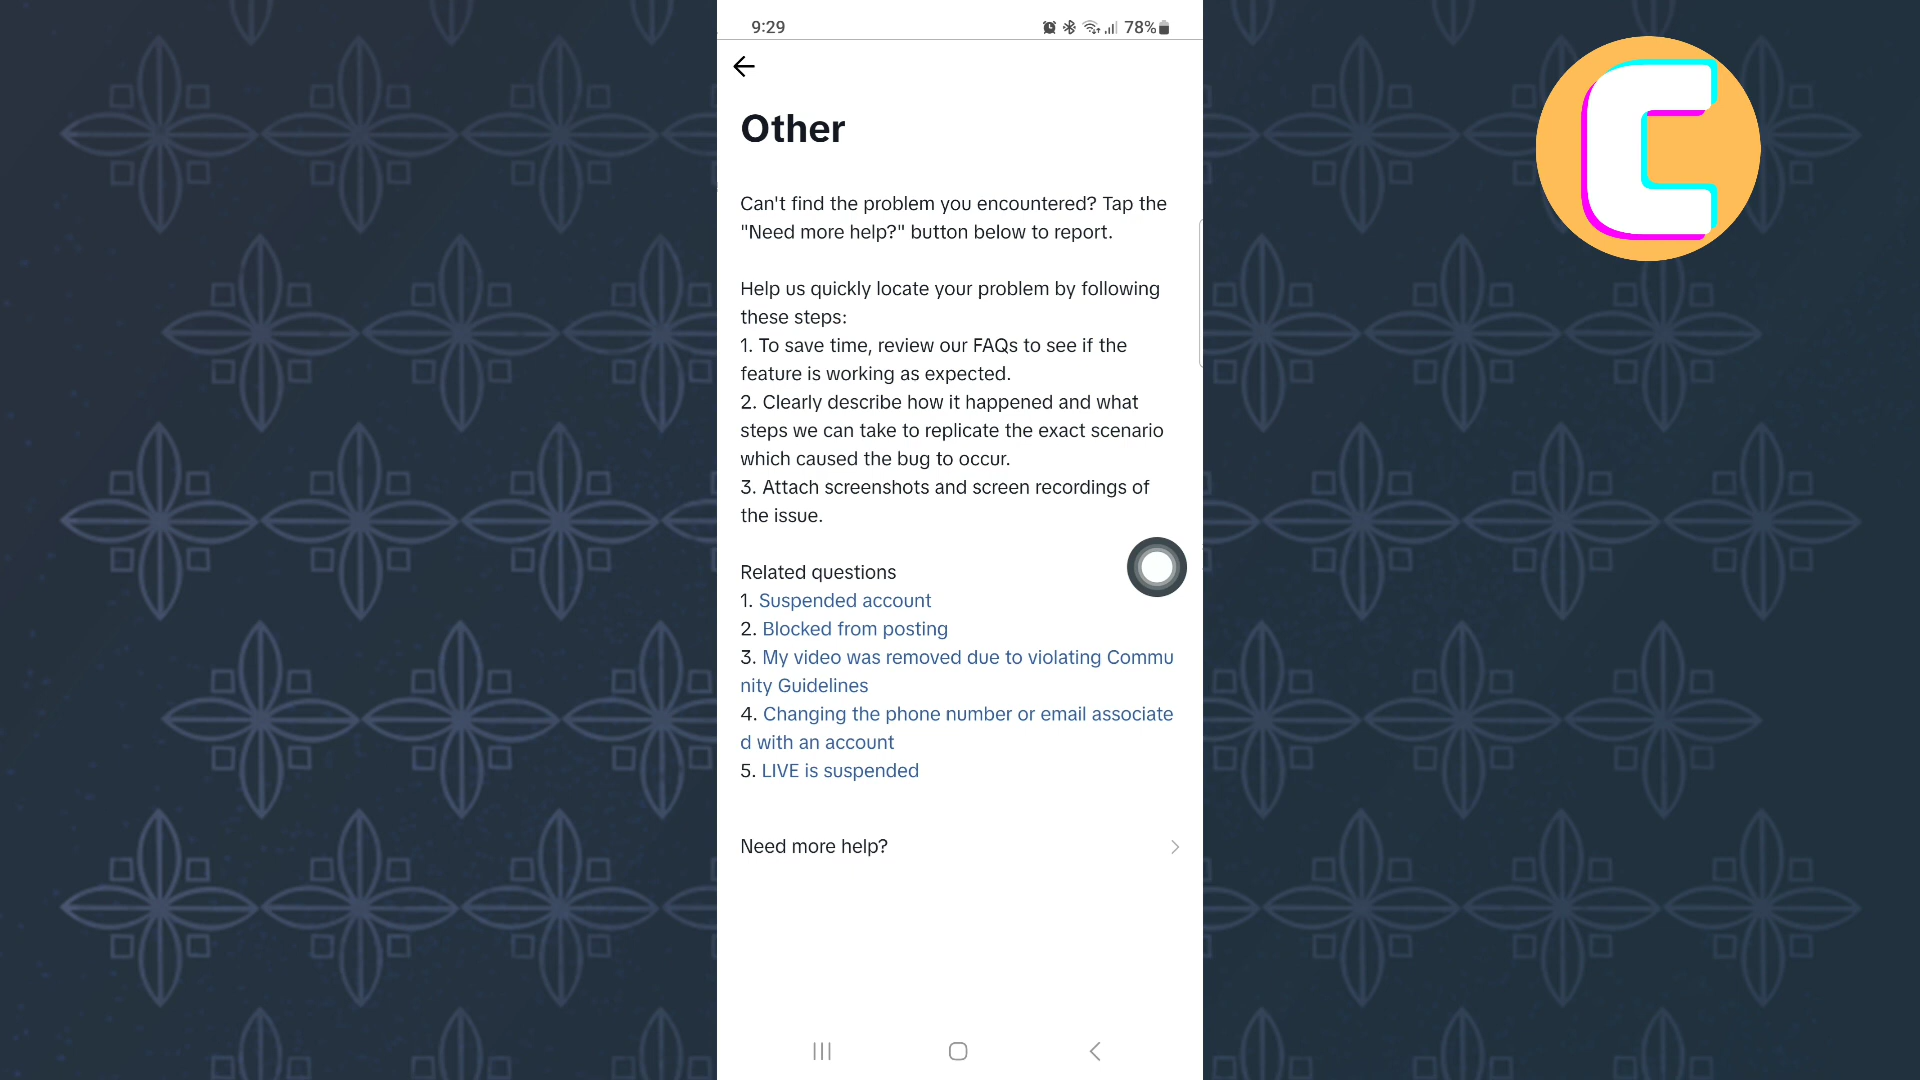 9:29
78%
Other
Can't find the problem you encountered? Tap the
"Need more help?" button below to report.
Help us quickly locate your problem by following
these steps:
1. To save time, review our FAQs to see if the
feature is working as expected.
2. Clearly describe how it happened and what
steps we can take to replicate the exact scenario
which caused the bug to occur.
3. Attach screenshots and screen recordings of
the issue.
Related questions
1. Suspended account
2. Blocked from posting
3. My video was removed due to violating Commu
nity Guidelines
4. Changing the phone number or email associate
d with an account
5. LIVE is suspended
Need more help?
C